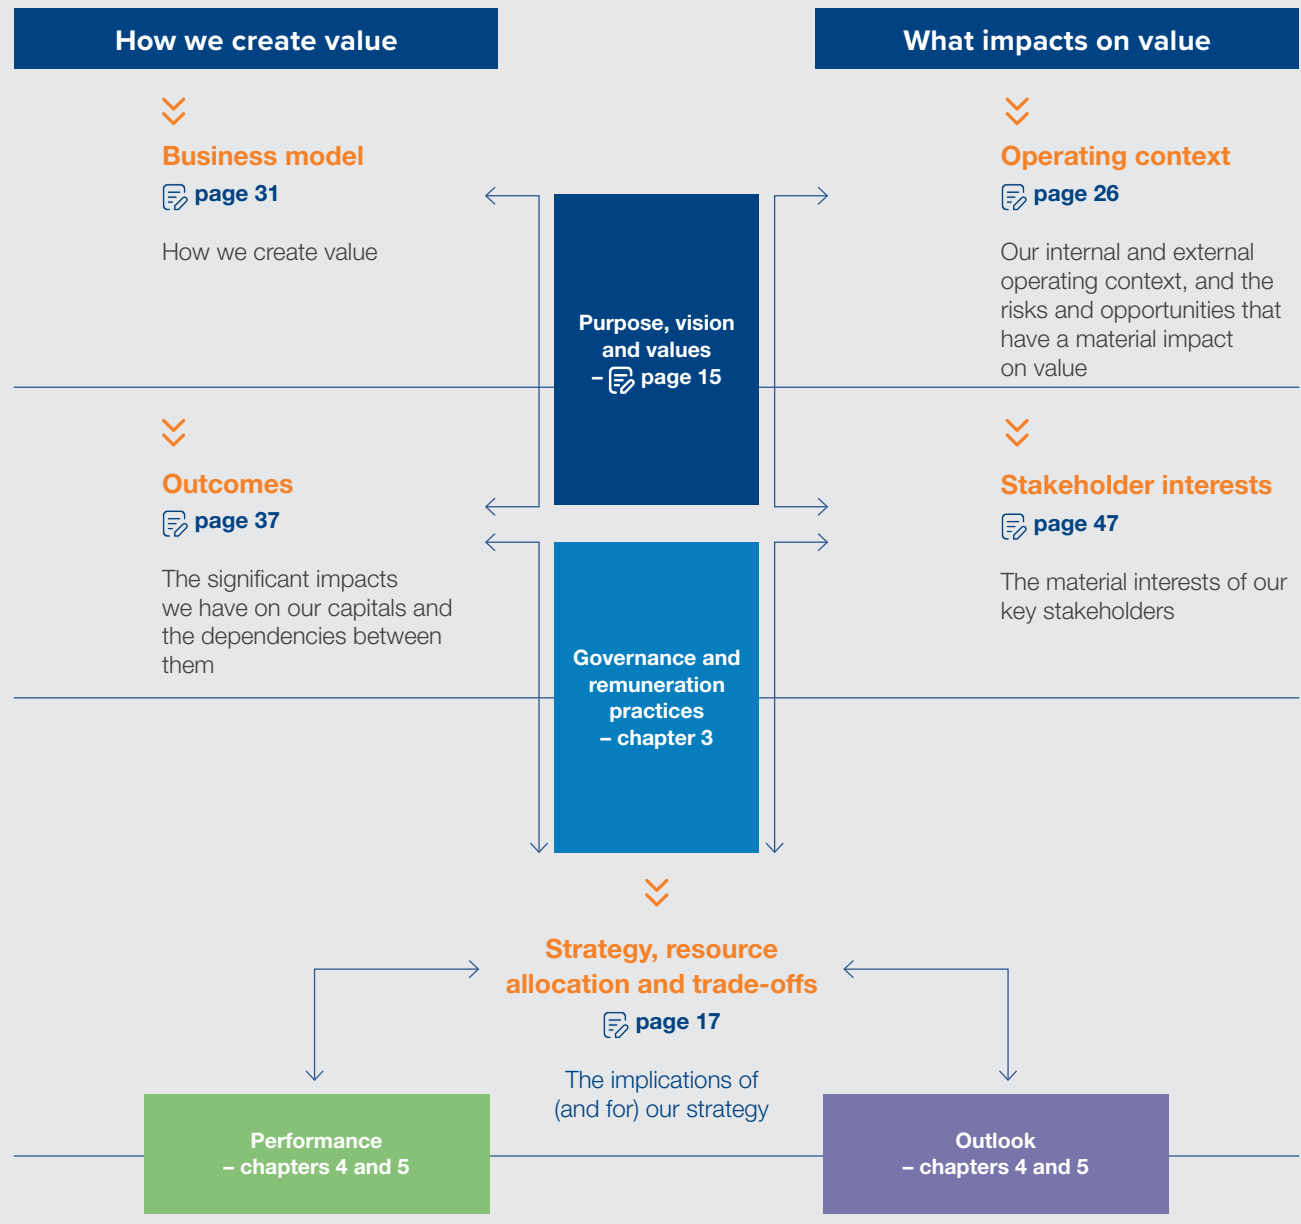 How we create value
What impacts on value
Business model
page 31
How we create value
Operating context
page 26
Our internal and external
operating context, and the
risks and opportunities that
have a material impact
on value
Purpose, vision
and values
– page 15
Outcomes
page 37
The significant impacts
we have on our capitals and
the dependencies between
them
Stakeholder interests
page 47
The material interests of our
key stakeholders
Governance and
remuneration
practices
– chapter 3
Strategy, resource
allocation and trade-offs
page 17
The implications of
(and for) our strategy
Performance
– chapters 4 and 5
Outlook
– chapters 4 and 5